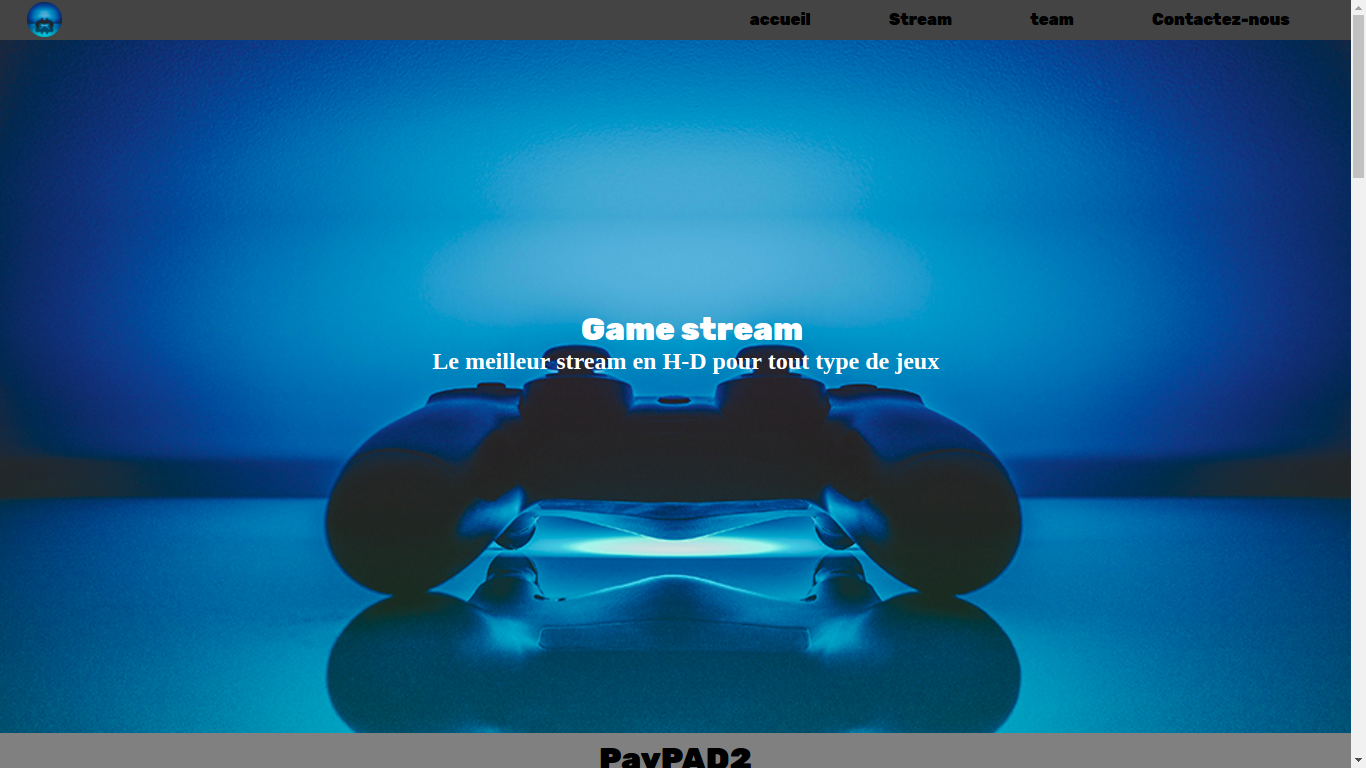 accueil Stream team Contactez-nous
Game stream
Le meilleur stream en H-D pour tout type de jeux
PayPAD2